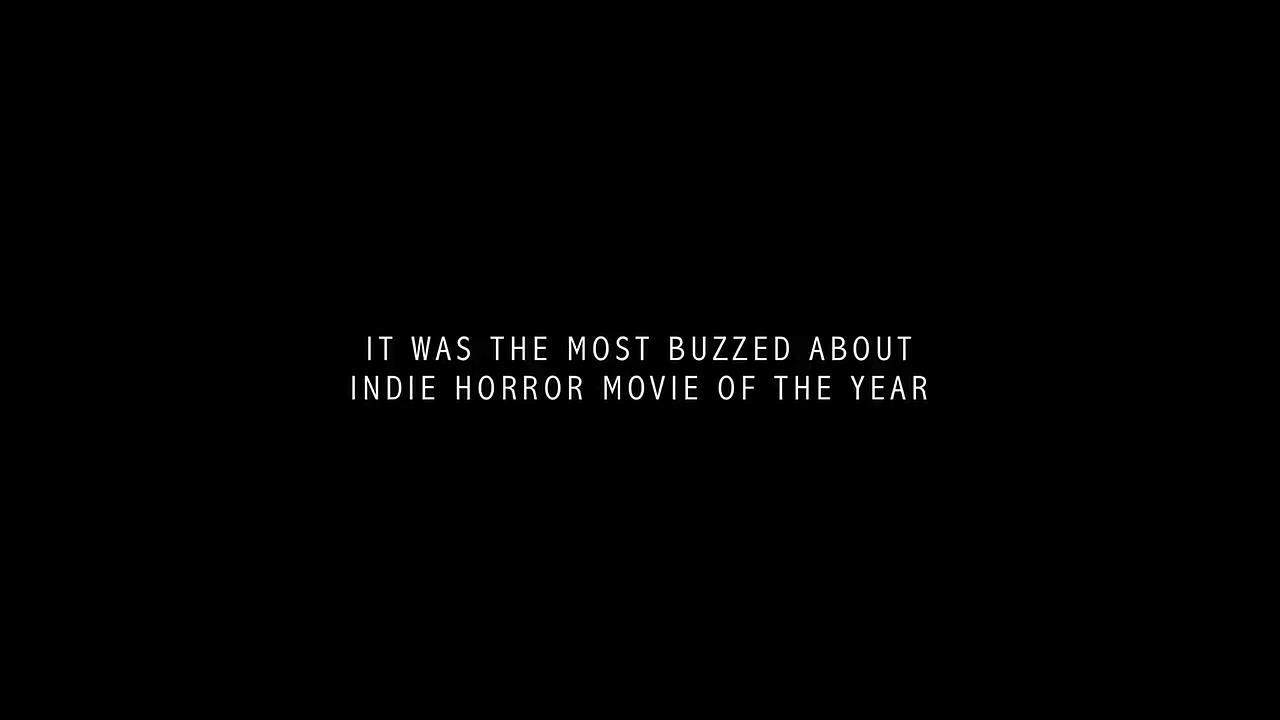 IT WAS THE MOST BUZZED ABOUT
INDIE HORROR MOVIE OF THE YEAR